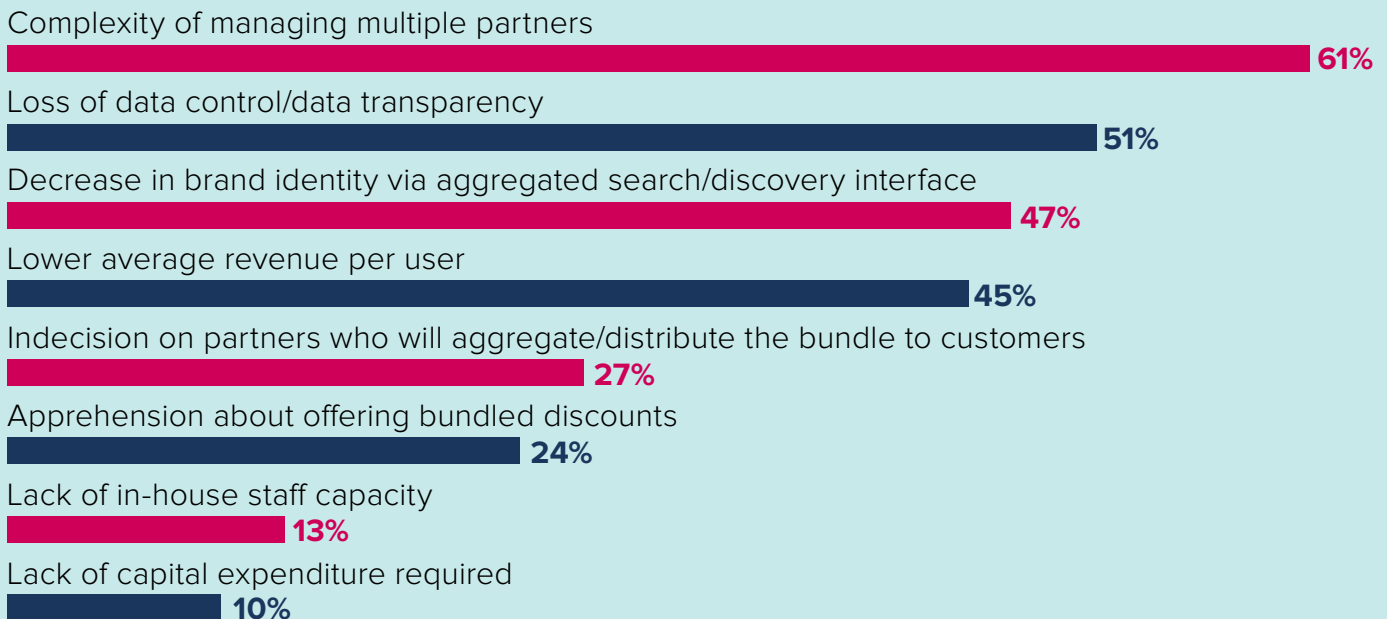 Complexity of managing multiple partners
61%
Loss of data control/data transparency
51%
Decrease in brand identity via aggregated search/discovery interface
47%
Lower average revenue per user
45%
Indecision on partners who will aggregate/distribute the bundle to customers
27%
Apprehension about offering bundled discounts
24%
Lack of in-house staff capacity
13%
Lack of capital expenditure required
10%